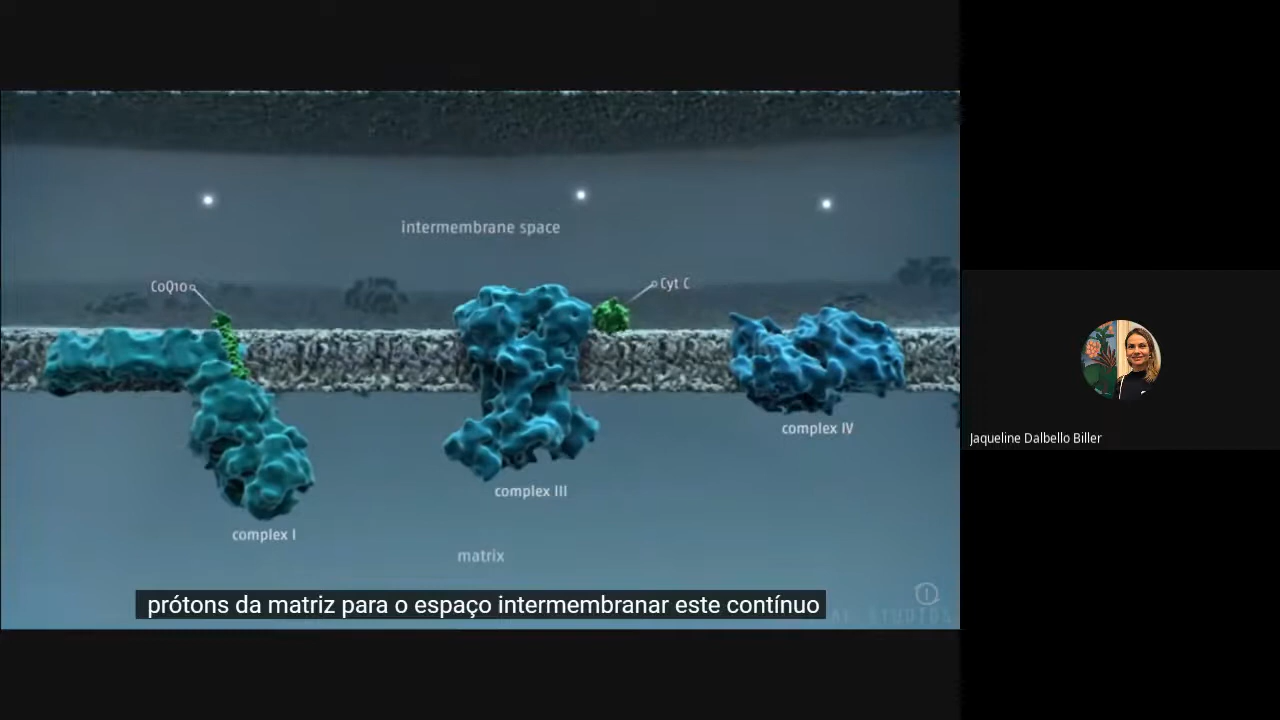 intermembrane space
CoQ10
Cyt C
complex IV
complex III
complex I
matrix
prótons da matriz para o espaço intermembranar este contínuo
Jaqueline Dalbello Biller